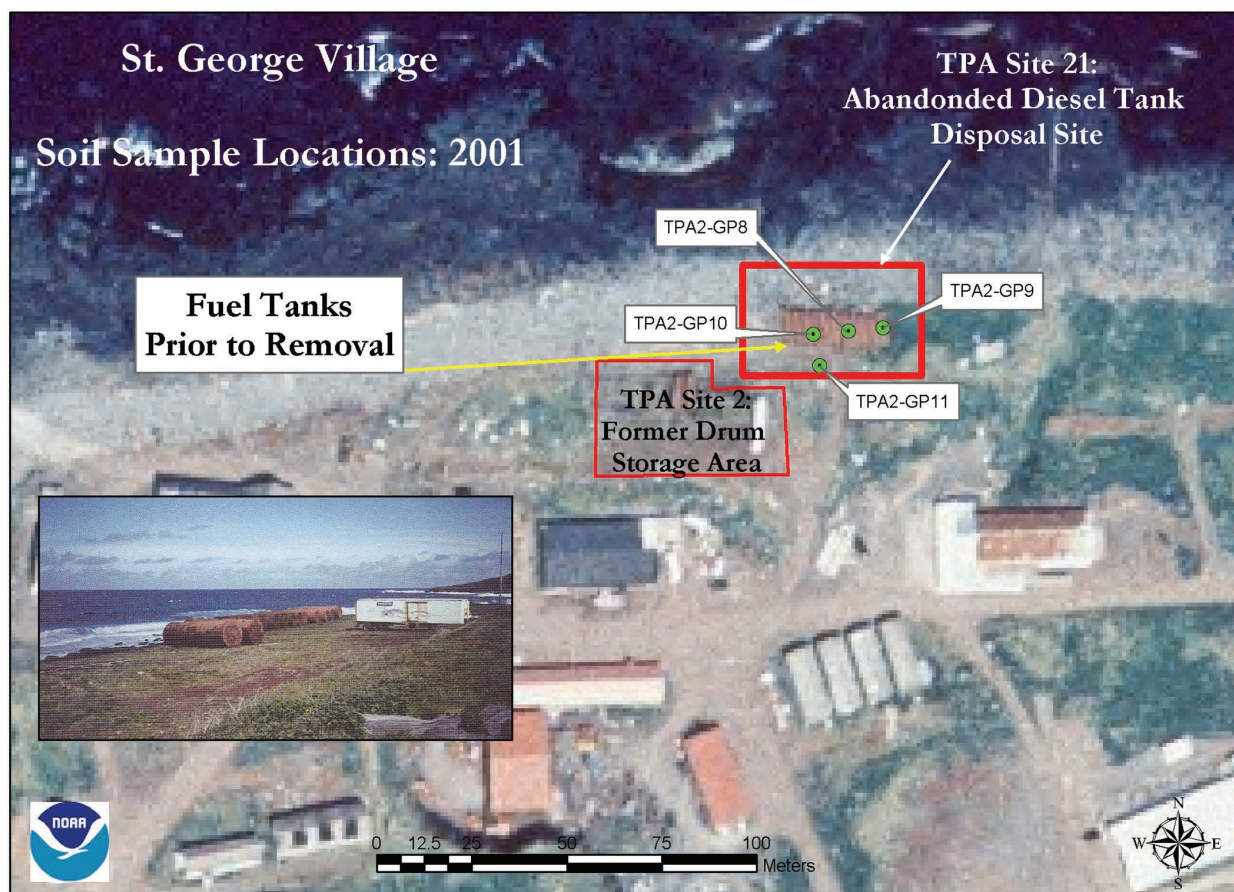 St. George Village
Soil Sample Locations: 2001
TPA Site 21:
Abandonded Diesel Tank
Disposal Site
TPA2-GP8
TPA2-GP9
Fuel Tanks
Prior to Removal
TPA2-GP10
TPA2-GP11
TPA Site 2:
Former Drum
Storage Area
NOAA
0 12.5 25 50 75 100
Meters
N
W E
S